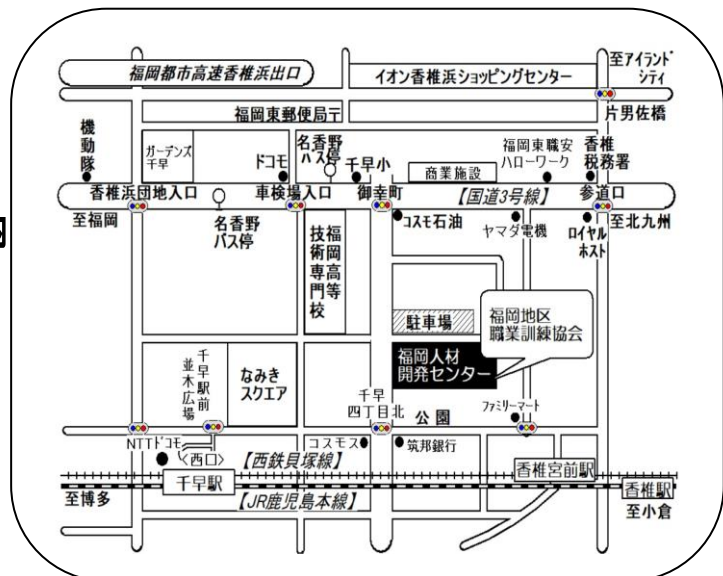 福岡都市高速香椎浜出口
イオン香椎浜ショッピングセンター
至アイランド
シティ
片男佐橋
福岡東郵便局〒
機動隊
ガーデンズ
千早
ドコモ
名香野
バス停
千早小
商業施設
福岡東職安
ハローワーク
香椎
税務署
香椎浜団地入口
車検場入口
御幸町
【国道3号線】
参道口
至福岡
名香野
バス停
コスモ石油
ヤマダ電機
ロイヤル
ホスト
至北九州
福岡高等
技術専門校
駐車場
福岡地区
職業訓練協会
福岡人材
開発センター
千早駅前
並木広場
なみき
スクエア
千早
四丁目北
公園
ファミリーマート
NTTドコモ
<西口>
【西鉄貝塚線】
コスモス
筑邦銀行
香椎宮前駅
千早駅
香椎駅
至博多
【JR鹿児島本線】
至小倉